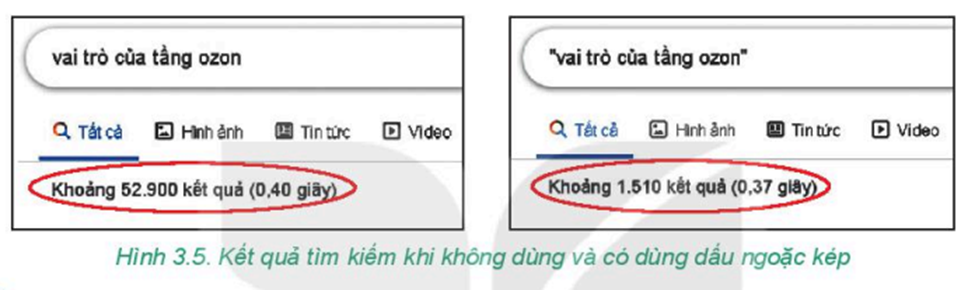 vai trò của tầng ozon
Tất cả Hình ảnh Tin tức Video
Khoảng 52.900 kết quả (0,40 giây)
"vai trò của tầng ozon"
Tất cả Hình ảnh Tin tức Video
Khoảng 1.510 kết quả (0,37 giây)
Hình 3.5. Kết quả tìm kiếm khi không dùng và có dùng dấu ngoặc kép